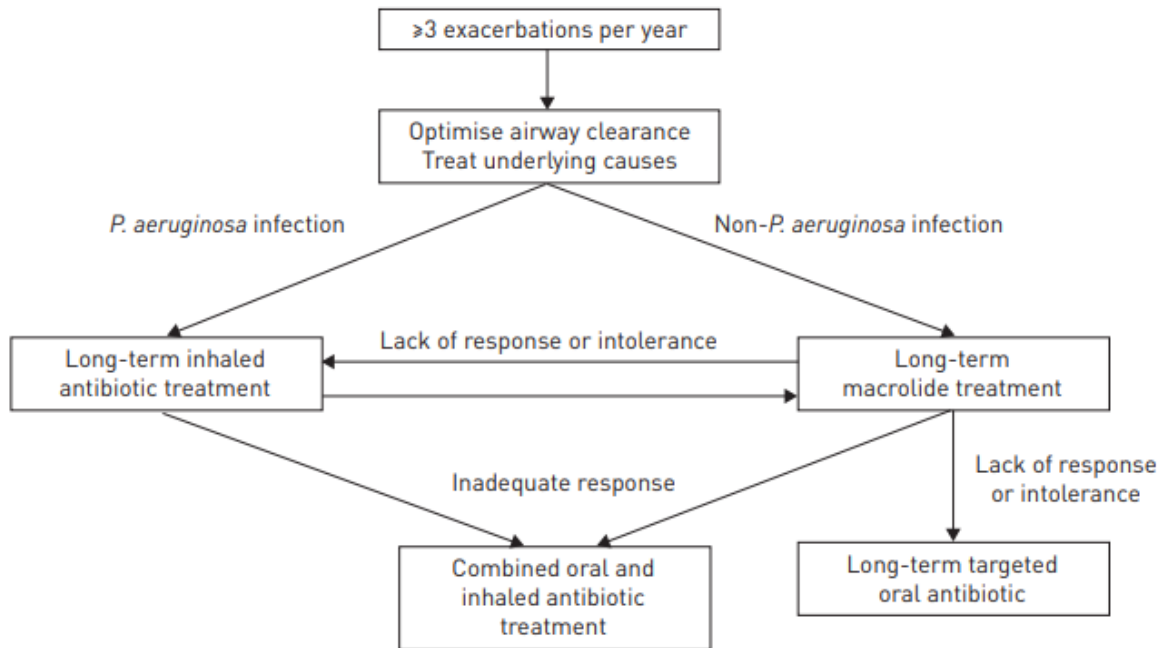 ⩾3 exacerbations per year
Optimise airway clearance
Treat underlying causes
P. aeruginosa infection
Non-P. aeruginosa infection
Long-term inhaled
antibiotic treatment
Lack of response or intolerance
Long-term
macrolide treatment
Inadequate response
Lack of response
or intolerance
Combined oral and
inhaled antibiotic
treatment
Long-term targeted
oral antibiotic